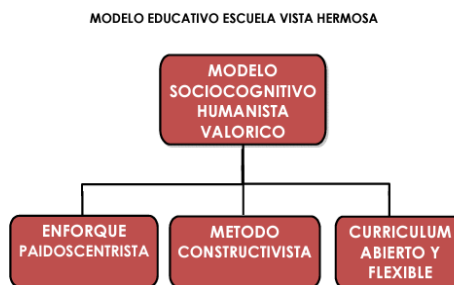 MODELO EDUCATIVO ESCUELA VISTA HERMOSA
MODELO
SOCIOCOGNITIVO
HUMANISTA
VALORICO
ENFORQUE
PAIDOSCENTRISTA
METODO
CONSTRUCTIVISTA
CURRICULUM
ABIERTO Y
FLEXIBLE